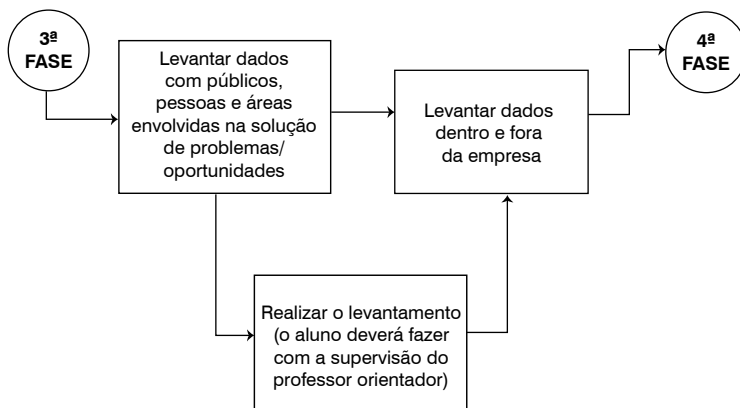 3ª
FASE
Levantar dados
com públicos,
pessoas e áreas
envolvidas na solução
de problemas/
oportunidades
Levantar dados
dentro e fora
da empresa
4ª
FASE
Realizar o levantamento
(o aluno deverá fazer
com a supervisão do
professor orientador)